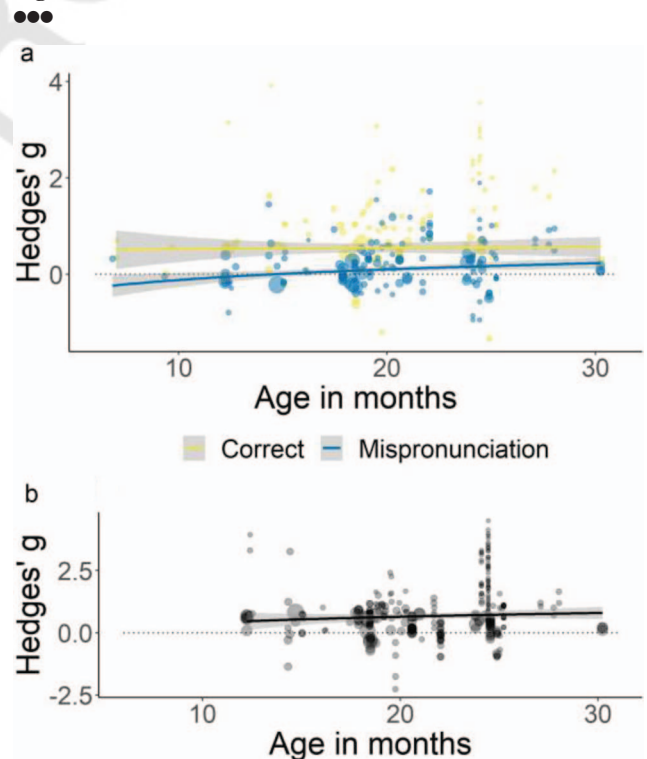 a
4
2
0
Hedges' g
10 20 30
Age in months
Correct Mispronunciation
b
2.5
0.0
-2.5
Hedges' g
10 20 30
Age in months